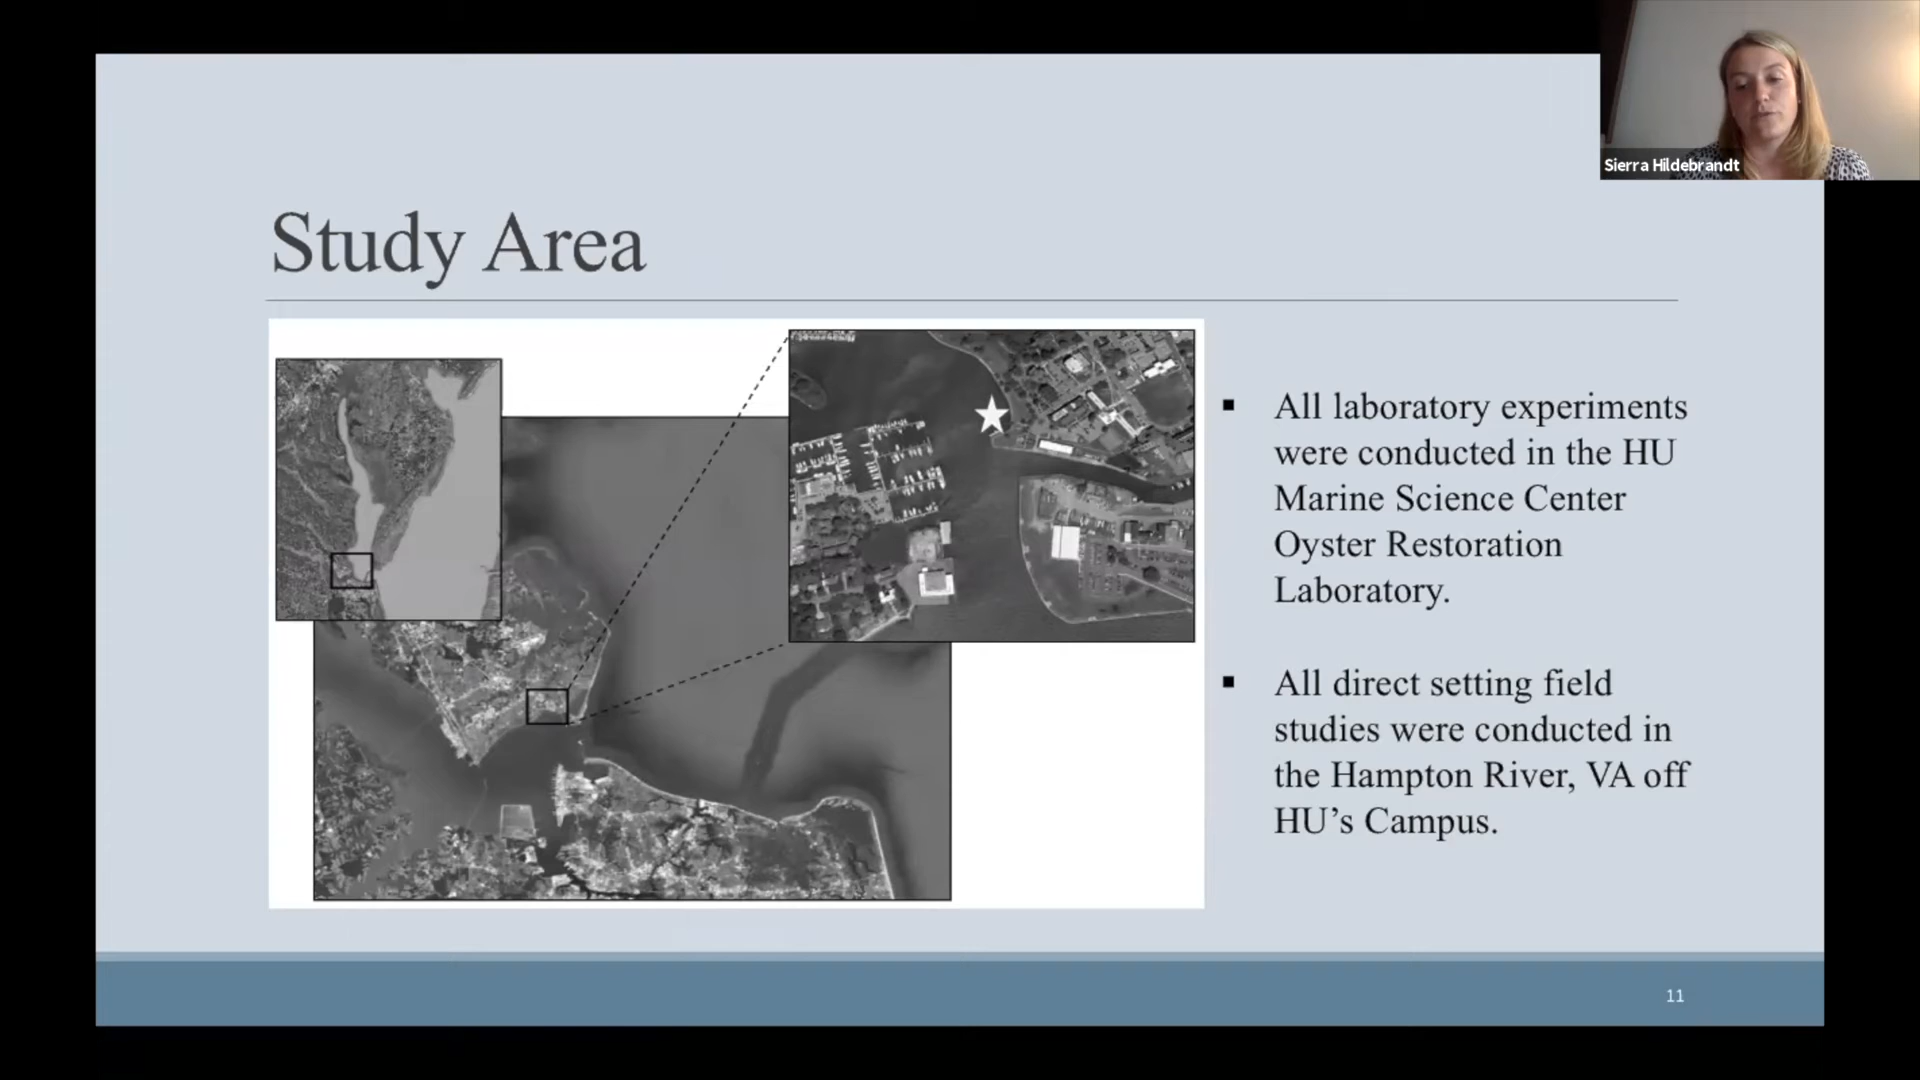 Sierra Hildebrandt
Study Area
▪ All laboratory experiments
were conducted in the HU
Marine Science Center
Oyster Restoration
Laboratory.
▪ All direct setting field
studies were conducted in
the Hampton River, VA off
HU’s Campus.
11